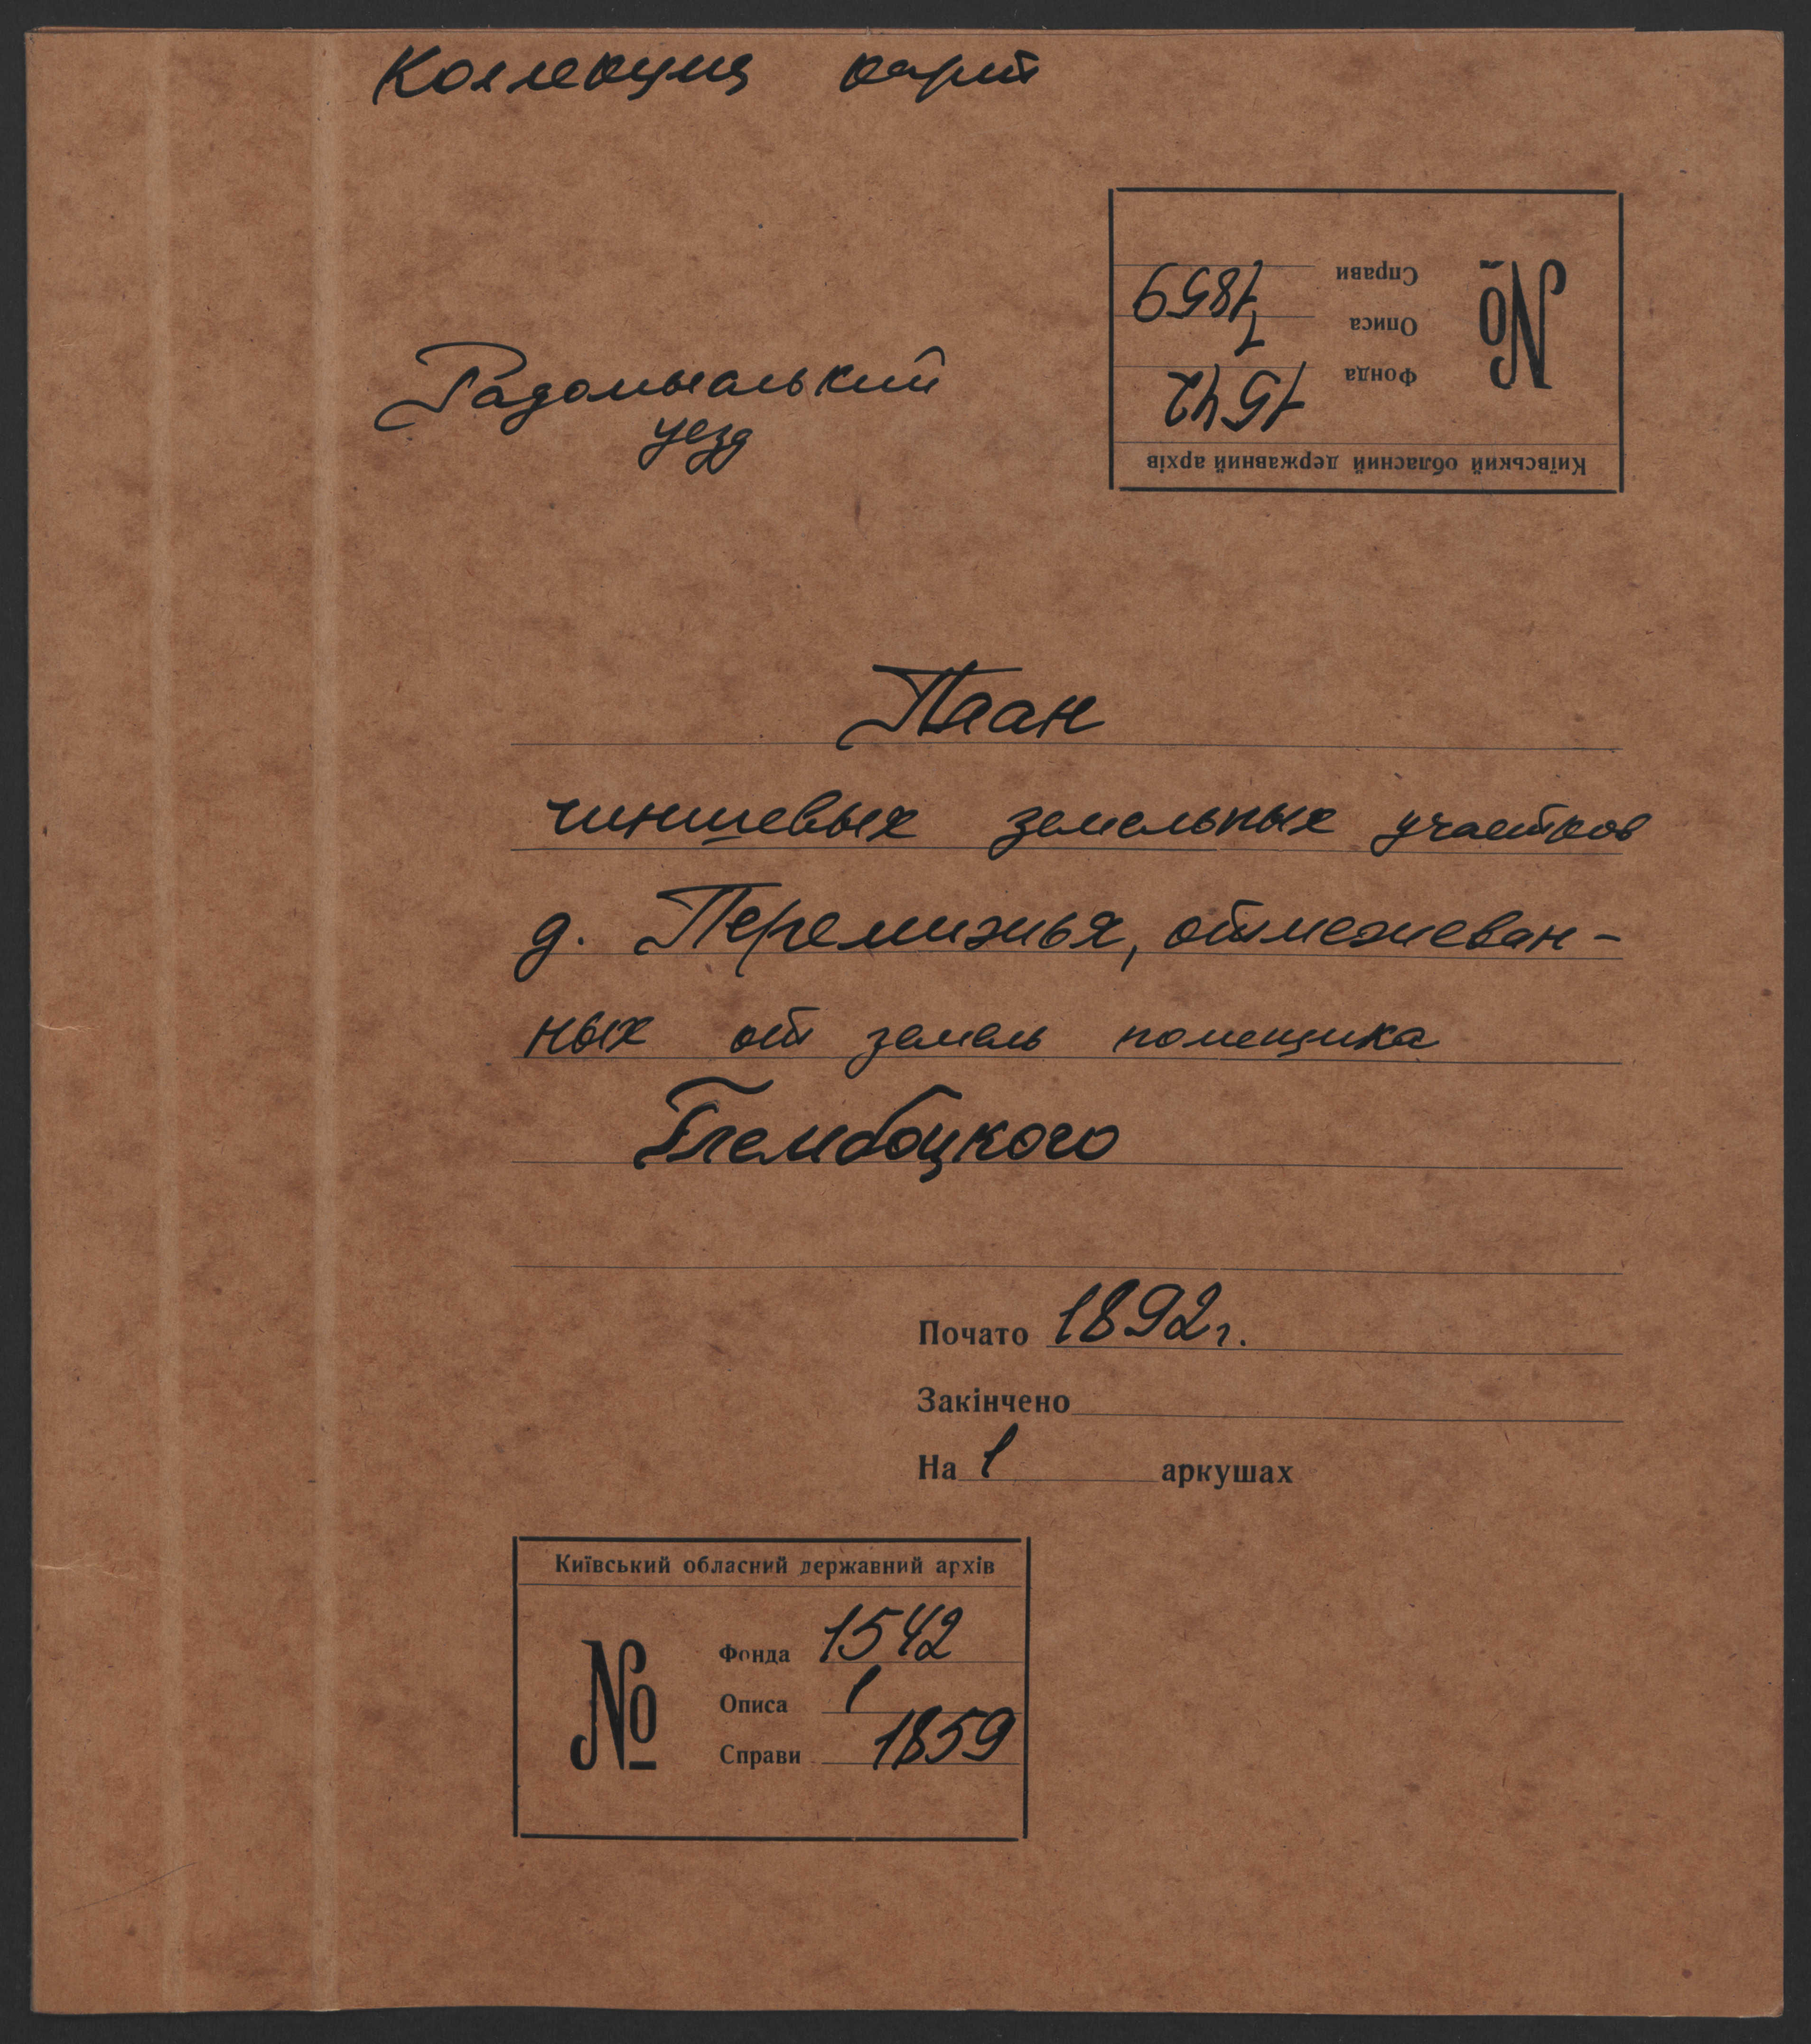 Коллекция карт
Київський обласний державний архів
№
Фонда 1542
Описа 1
Справи 1859
Радомысльский
уезд
План
чиншевых земельных участков
д. Перемижья, отмежеван-
ных от земель помещика
Глембоцкого
Почато 1892г.
Закінчено
На 1 аркушах
Київський обласний державний архів
№
Фонда 1542
Описа 1
Справи 1859